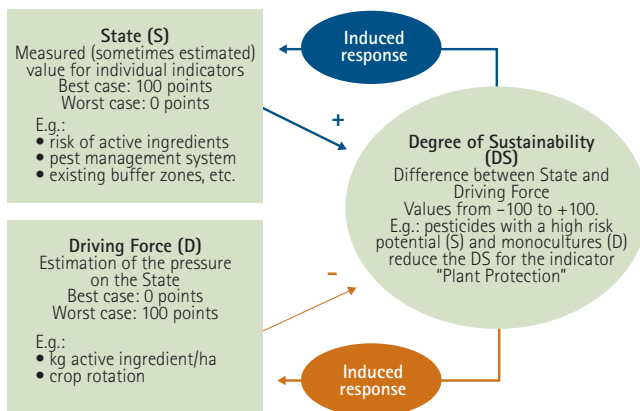 State (S)
Measured (sometimes estimated)
value for individual indicators
Best case: 100 points
Worst case: 0 points
E.g.:
• risk of active ingredients
• pest management system
• existing buffer zones, etc.
Induced
response
+
Degree of Sustainability
(DS)
Difference between State and
Driving Force
Values from –100 to +100.
E.g.: pesticides with a high risk
potential (S) and monocultures (D)
reduce the DS for the indicator
“Plant Protection”
Driving Force (D)
Estimation of the pressure
on the State
Best case: 0 points
Worst case: 100 points
E.g.:
• kg active ingredient/ha
• crop rotation
–
Induced
response